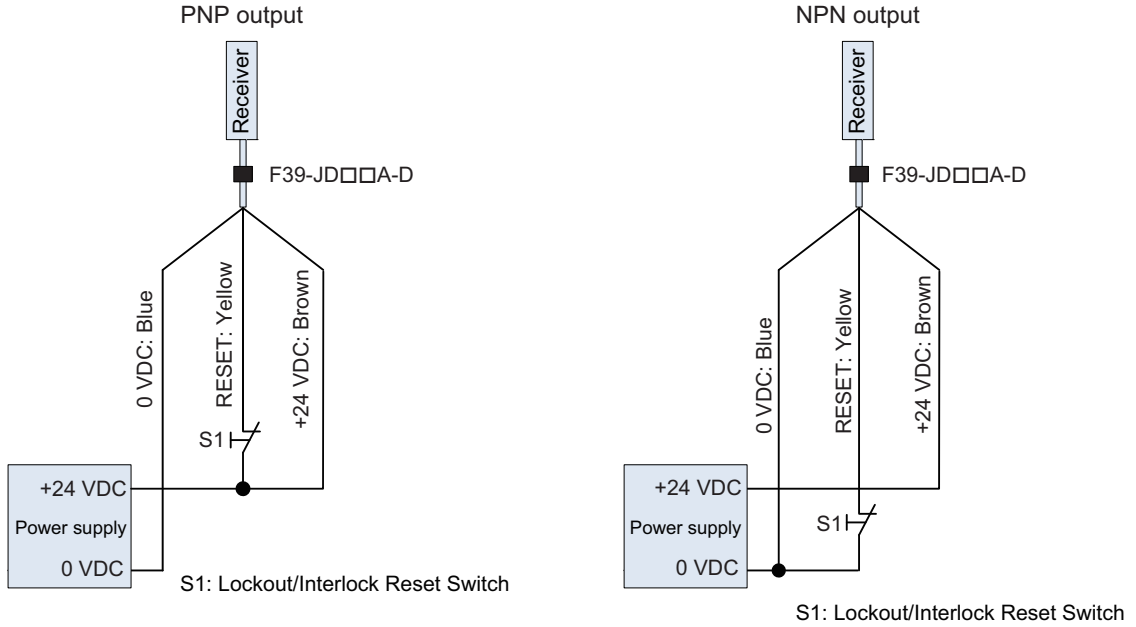 PNP output
Receiver
F39-JD□□A-D
0 VDC: Blue
RESET: Yellow
+24 VDC: Brown
S1
+24 VDC
Power supply
0 VDC
S1: Lockout/Interlock Reset Switch
NPN output
Receiver
F39-JD□□A-D
0 VDC: Blue
RESET: Yellow
+24 VDC: Brown
S1
+24 VDC
Power supply
0 VDC
S1: Lockout/Interlock Reset Switch